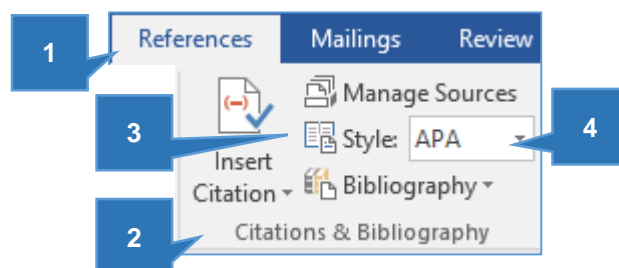 1
References Mailings Review
Manage Sources
3
Style: APA
4
Insert
Citation
Bibliography
2
Citations & Bibliography